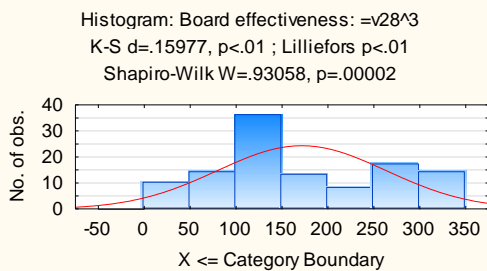 Histogram: Board effectiveness: =v28^3
K-S d=.15977, p<.01 ; Lilliefors p<.01
Shapiro-Wilk W=.93058, p=.00002
40
30
20
10
0
No. of obs.
-50 0 50 100 150 200 250 300 350
X <= Category Boundary